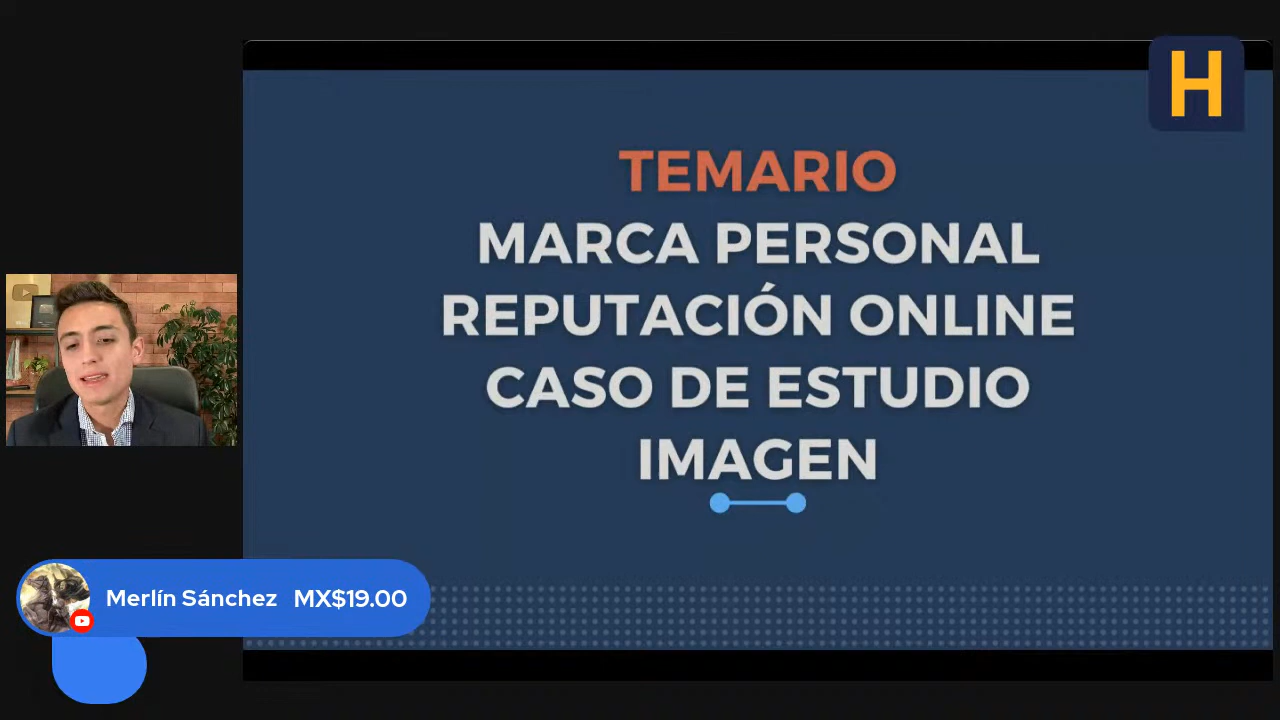 H
TEMARIO
MARCA PERSONAL
REPUTACIÓN ONLINE
CASO DE ESTUDIO
IMAGEN
Merlín Sánchez MX$19.00